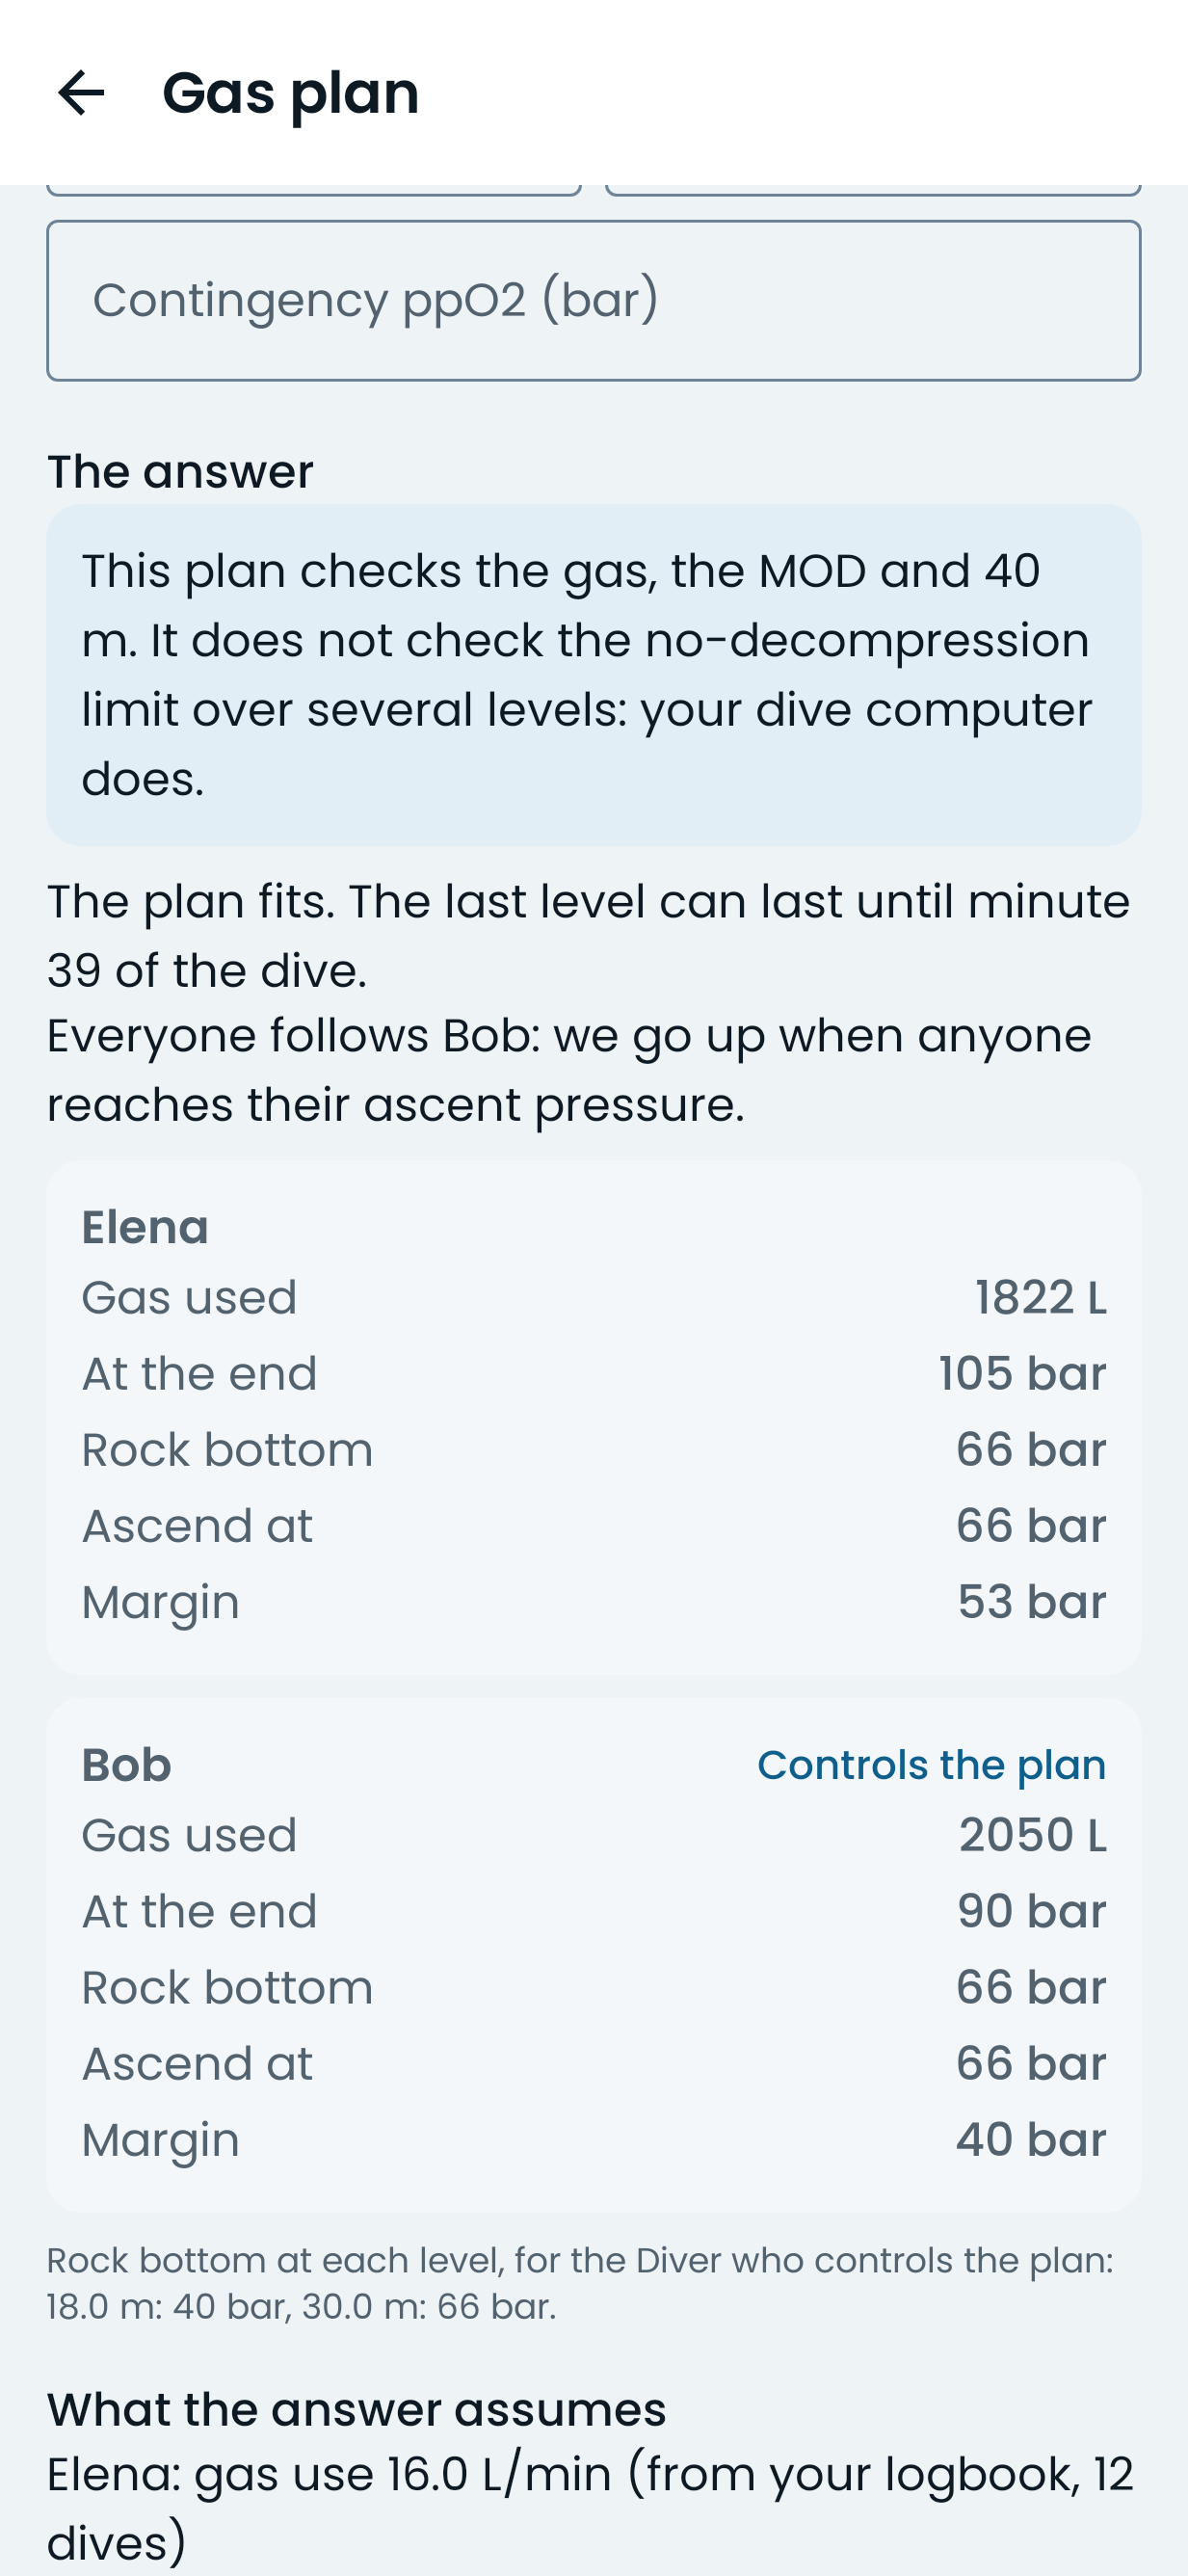 Gas plan
Contingency ppO2 (bar)
The answer
This plan checks the gas, the MOD and 40
m. It does not check the no-decompression
limit over several levels: your dive computer
does.
The plan fits. The last level can last until minute
39 of the dive.
Everyone follows Bob: we go up when anyone
reaches their ascent pressure.
Elena
Gas used 1822 L
At the end 105 bar
Rock bottom 66 bar
Ascend at 66 bar
Margin 53 bar
Bob Controls the plan
Gas used 2050 L
At the end 90 bar
Rock bottom 66 bar
Ascend at 66 bar
Margin 40 bar
Rock bottom at each level, for the Diver who controls the plan:
18.0 m: 40 bar, 30.0 m: 66 bar.
What the answer assumes
Elena: gas use 16.0 L/min (from your logbook, 12
dives)